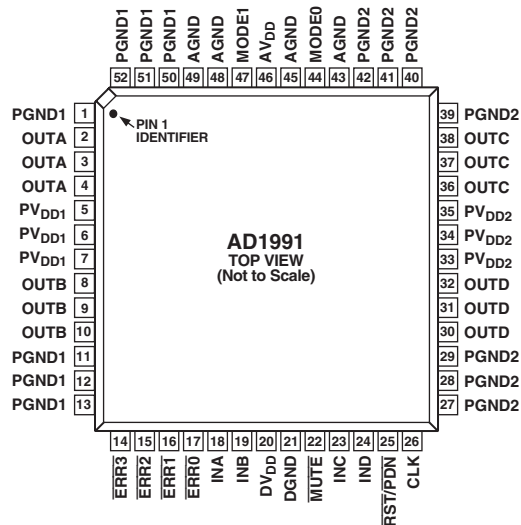 PGND1
PGND1
PGND1
AGND
AGND
MODE1
AVDD
AGND
MODE0
AGND
PGND2
PGND2
PGND2
52 51 50 49 48 47 46 45 44 43 42 41 40
PGND1 1
OUTA 2
OUTA 3
OUTA 4
PVDD1 5
PVDD1 6
PVDD1 7
OUTB 8
OUTB 9
OUTB 10
PGND1 11
PGND1 12
PGND1 13
PIN 1
IDENTIFIER
AD1991
TOP VIEW
(Not to Scale)
39 PGND2
38 OUTC
37 OUTC
36 OUTC
35 PVDD2
34 PVDD2
33 PVDD2
32 OUTD
31 OUTD
30 OUTD
29 PGND2
28 PGND2
27 PGND2
14 15 16 17 18 19 20 21 22 23 24 25 26
ERR3
ERR2
ERR1
ERR0
INA
INB
DVDD
DGND
MUTE
INC
IND
RST/PDN
CLK